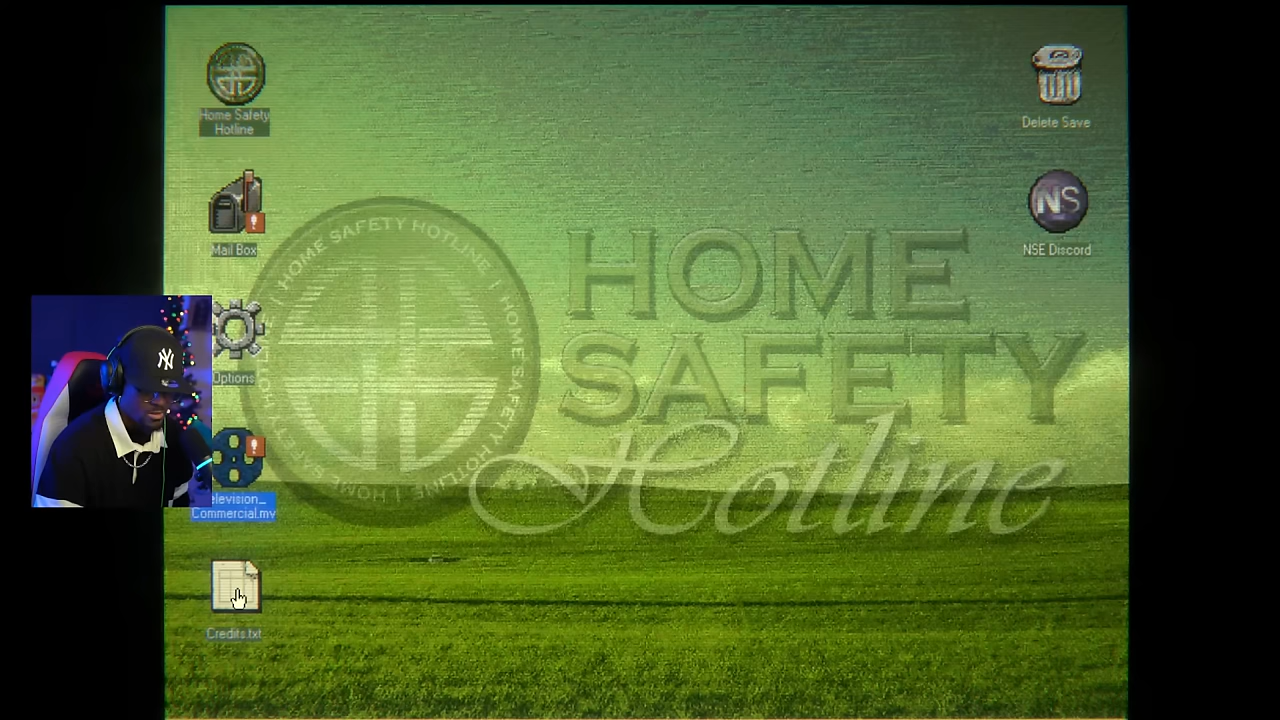 Home Safety
Hotline
Mail Box
Options
elevision_
Commercial.mv
Credits.txt
Delete Save
NS
NSE Discord
HOME SAFETY HOTLINE | HOME SAFETY HOTLINE | HOME SAFETY HOTLINE |
HOME
SAFETY
Hotline
NY